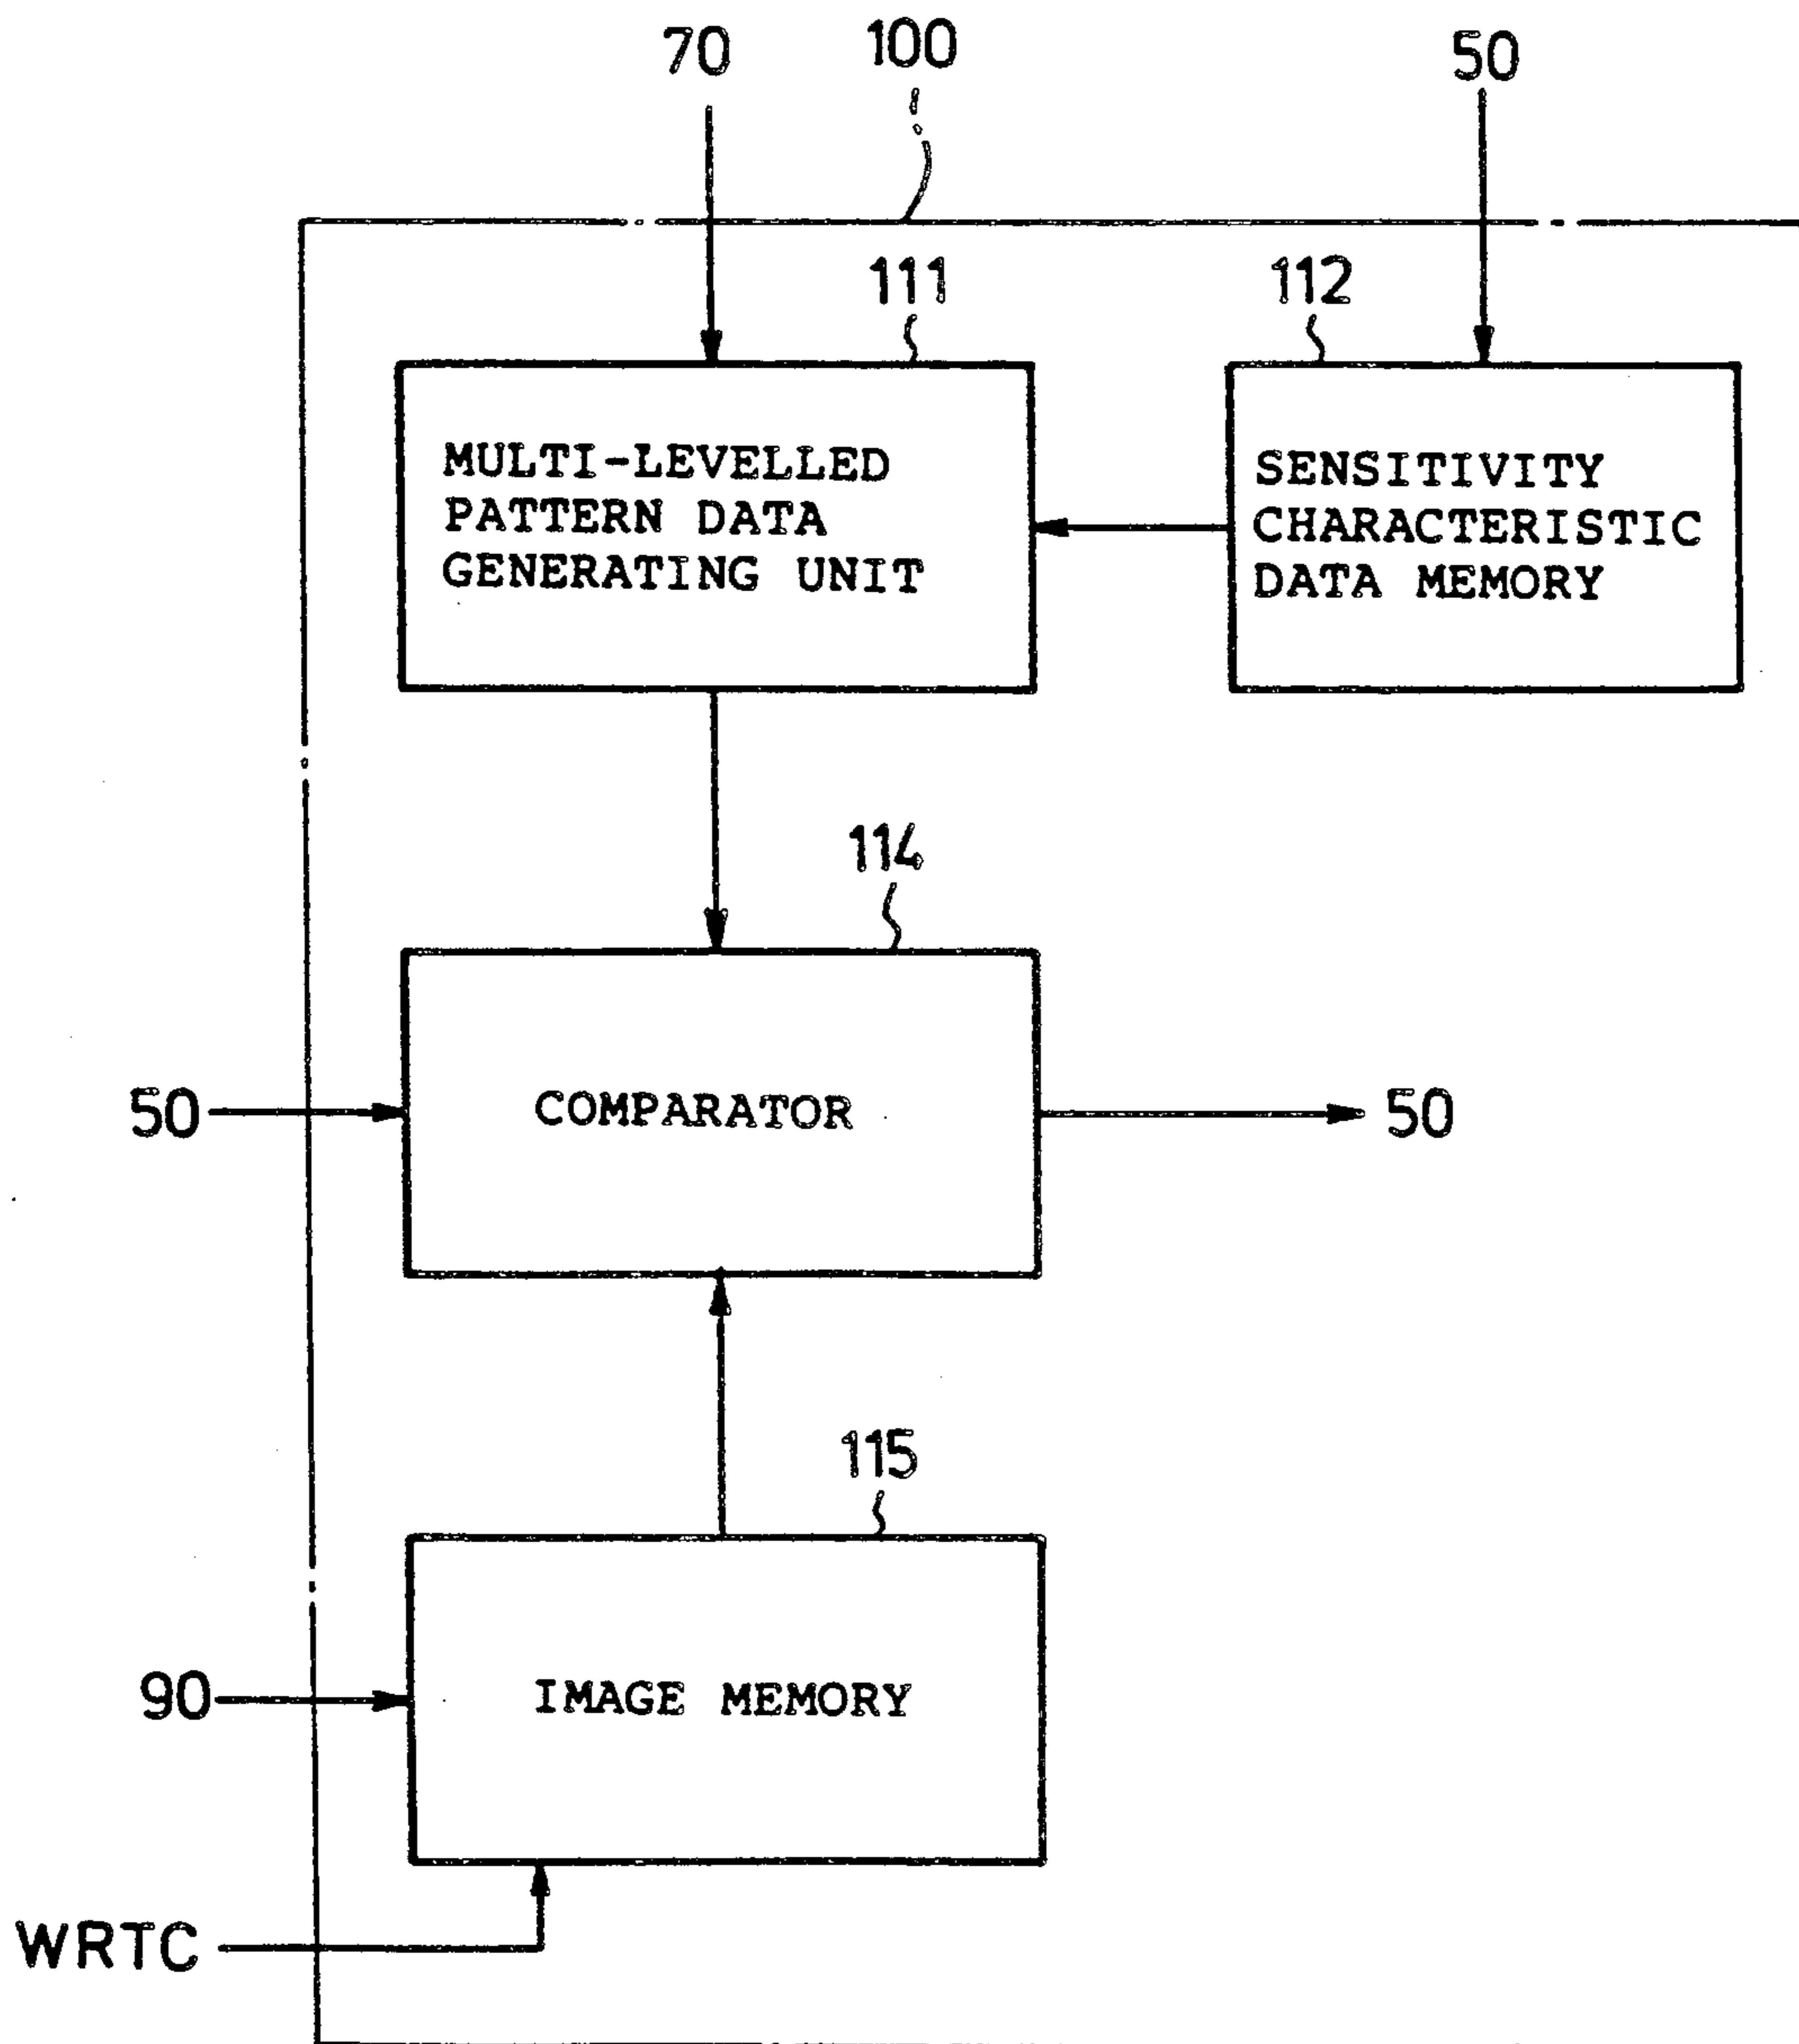 70
100
50
111
112
MULTI-LEVELLED
PATTERN DATA
GENERATING UNIT
SENSITIVITY
CHARACTERISTIC
DATA MEMORY
114
50
COMPARATOR
50
115
90
IMAGE MEMORY
WRTC